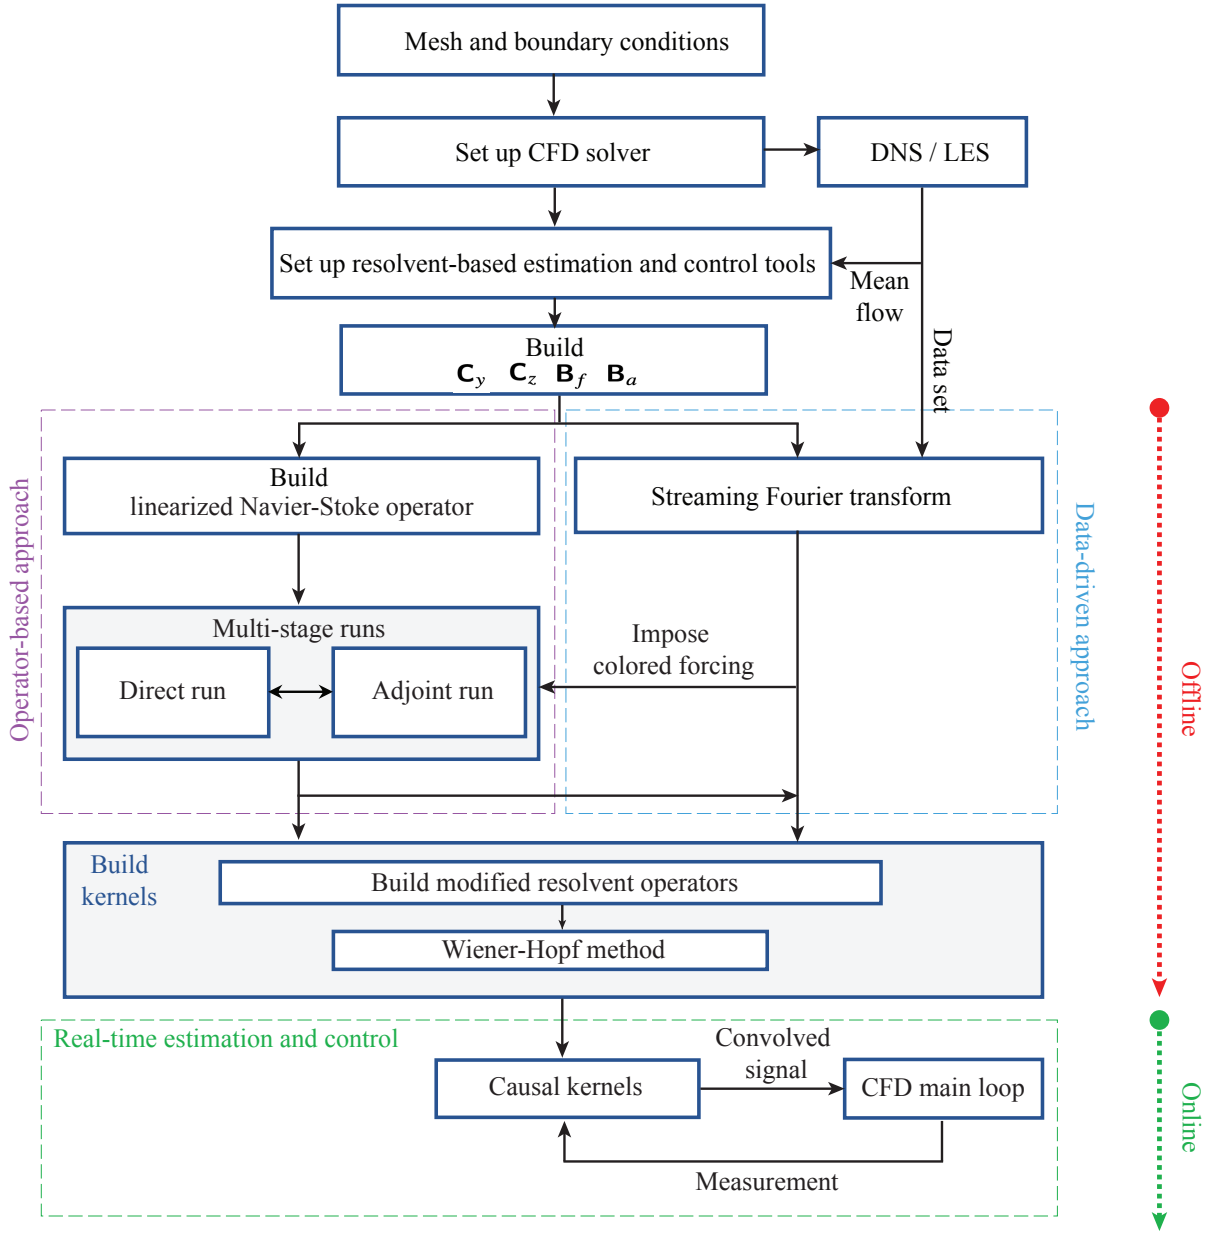 Mesh and boundary conditions
Set up CFD solver
DNS / LES
Set up resolvent-based estimation and control tools
Mean
flow
Data set
Build
C_y C_z B_f B_a
Operator-based approach
Build
linearized Navier-Stoke operator
Streaming Fourier transform
Data-driven approach
Multi-stage runs
Direct run
Adjoint run
Impose
colored forcing
Offline
Build
kernels
Build modified resolvent operators
Wiener-Hopf method
Real-time estimation and control
Causal kernels
Convolved
signal
CFD main loop
Measurement
Online